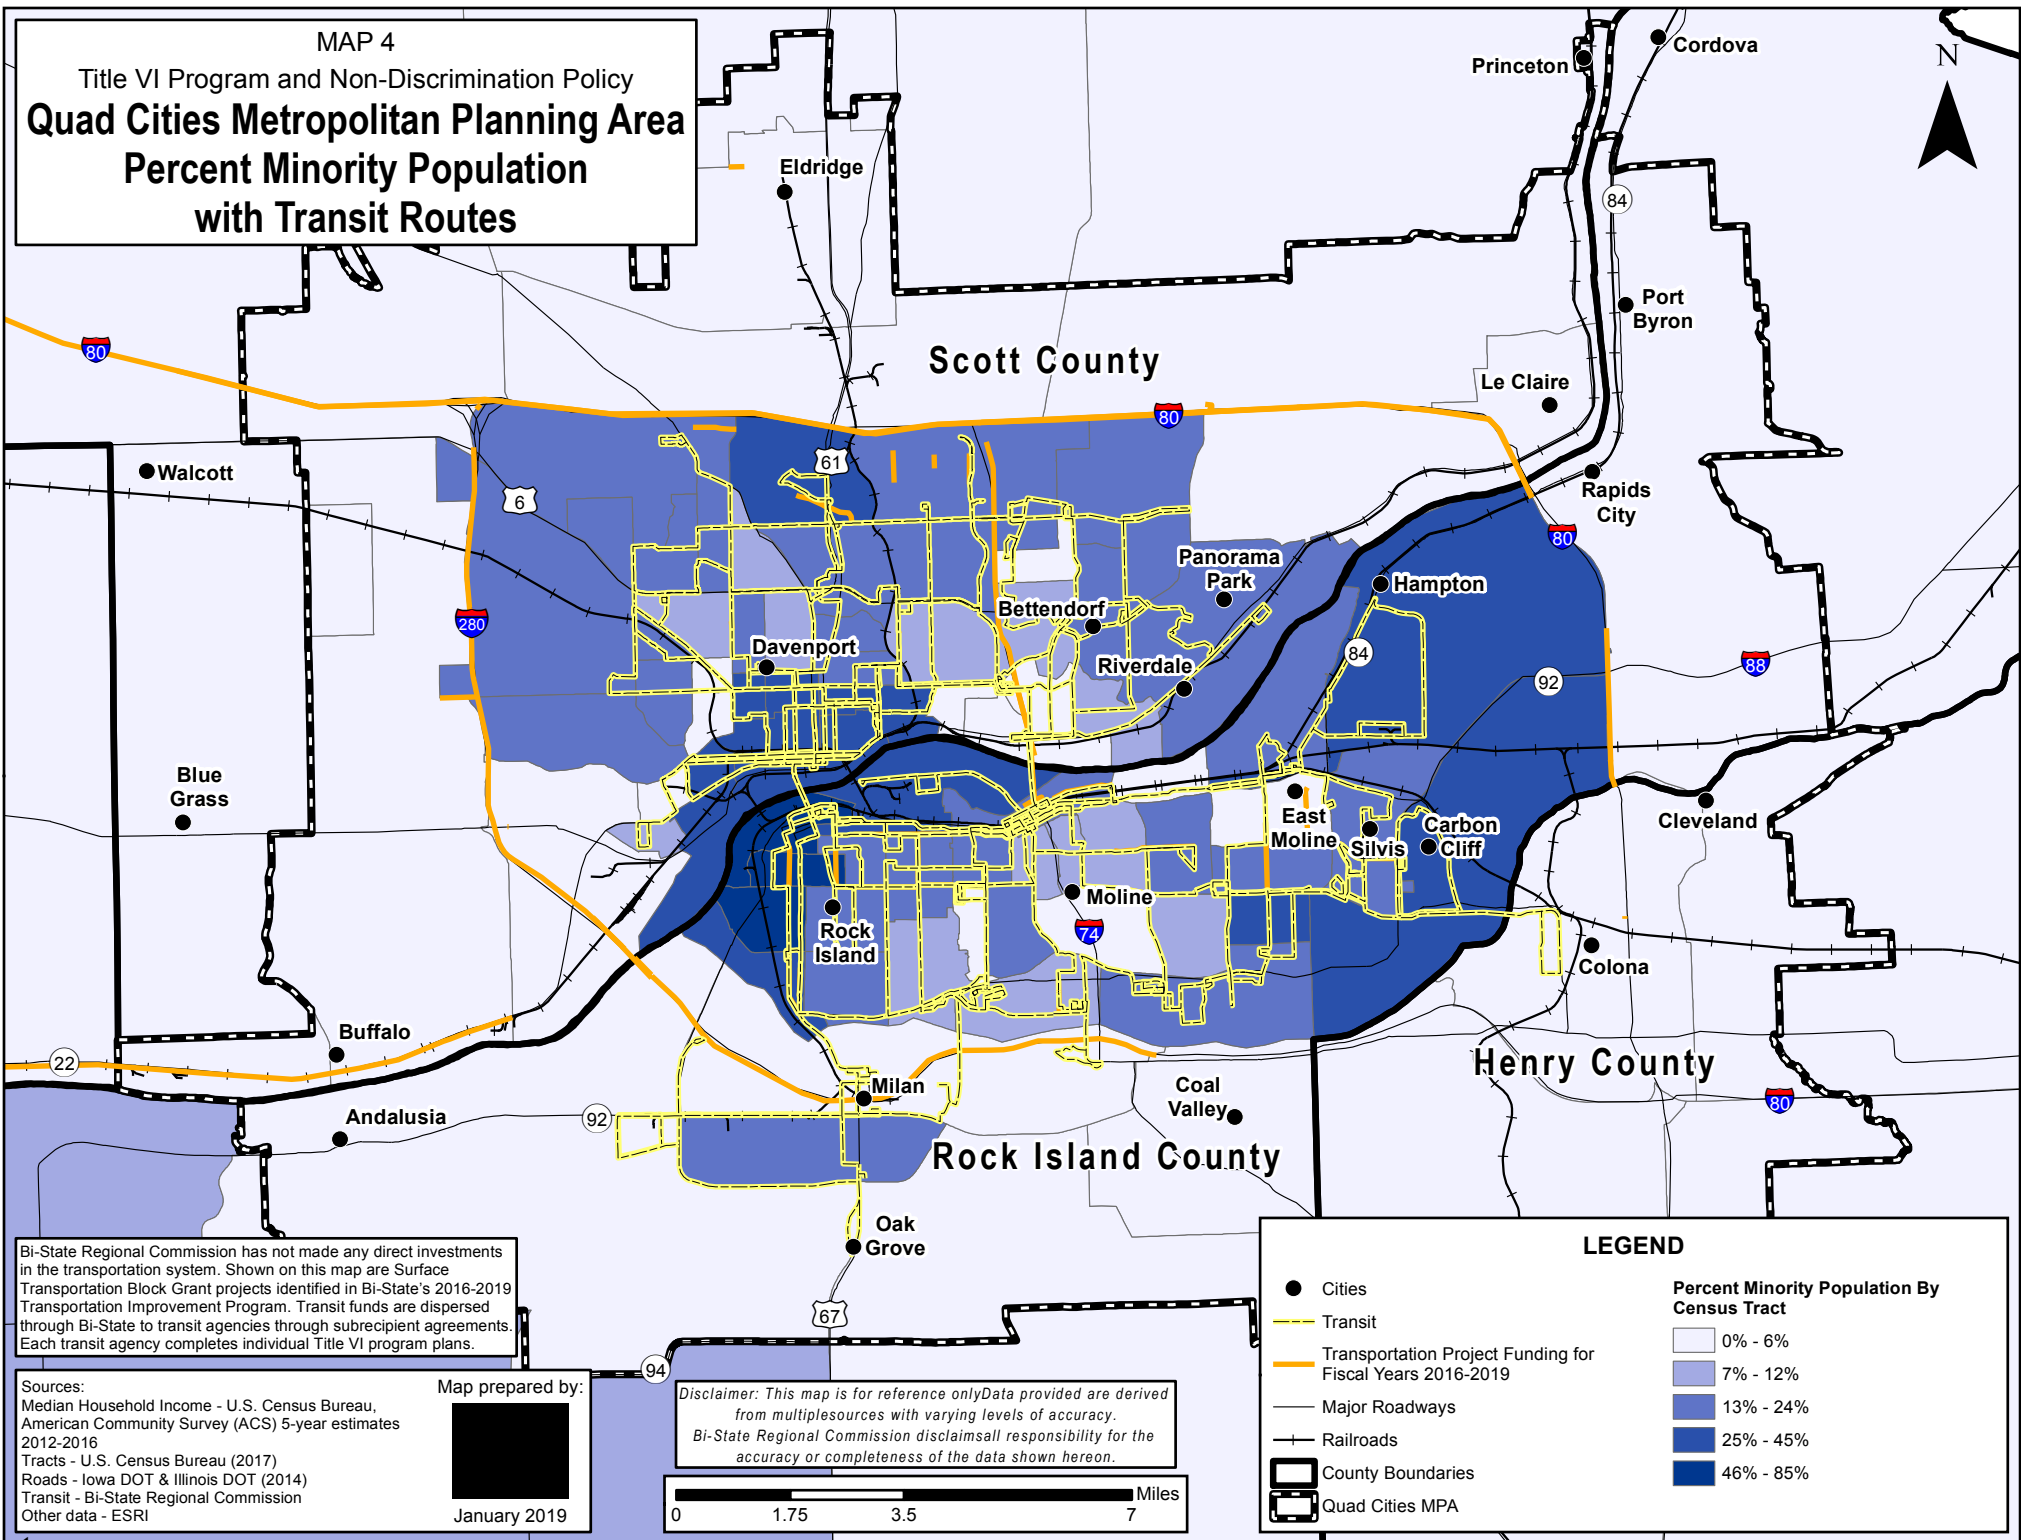 MAP 4
Title VI Program and Non-Discrimination Policy
Quad Cities Metropolitan Planning Area
Percent Minority Population
with Transit Routes
Princeton
Cordova
N
Eldridge
84
Port
Byron
Scott County
Le Claire
80
80
Walcott
61
6
Rapids
City
80
Panorama
Park
Hampton
280
Bettendorf
Davenport
Riverdale
84
88
92
Blue
Grass
East
Moline
Silvis
Carbon
Cliff
Cleveland
Moline
Rock
Island
74
Colona
Buffalo
22
Henry County
Milan
Coal
Valley
80
Andalusia
92
Rock Island County
Oak
Grove
67
94
Bi-State Regional Commission has not made any direct investments
in the transportation system. Shown on this map are Surface
Transportation Block Grant projects identified in Bi-State's 2016-2019
Transportation Improvement Program. Transit funds are dispersed
through Bi-State to transit agencies through subrecipient agreements.
Each transit agency completes individual Title VI program plans.
Sources:
Median Household Income - U.S. Census Bureau,
American Community Survey (ACS) 5-year estimates
2012-2016
Tracts - U.S. Census Bureau (2017)
Roads - Iowa DOT & Illinois DOT (2014)
Transit - Bi-State Regional Commission
Other data - ESRI
Map prepared by:
January 2019
Disclaimer: This map is for reference onlyData provided are derived
from multiplesources with varying levels of accuracy.
Bi-State Regional Commission disclaimsall responsibility for the
accuracy or completeness of the data shown hereon.
Miles
0 1.75 3.5 7
LEGEND
Cities
Transit
Transportation Project Funding for
Fiscal Years 2016-2019
Major Roadways
Railroads
County Boundaries
Quad Cities MPA
Percent Minority Population By
Census Tract
0% - 6%
7% - 12%
13% - 24%
25% - 45%
46% - 85%